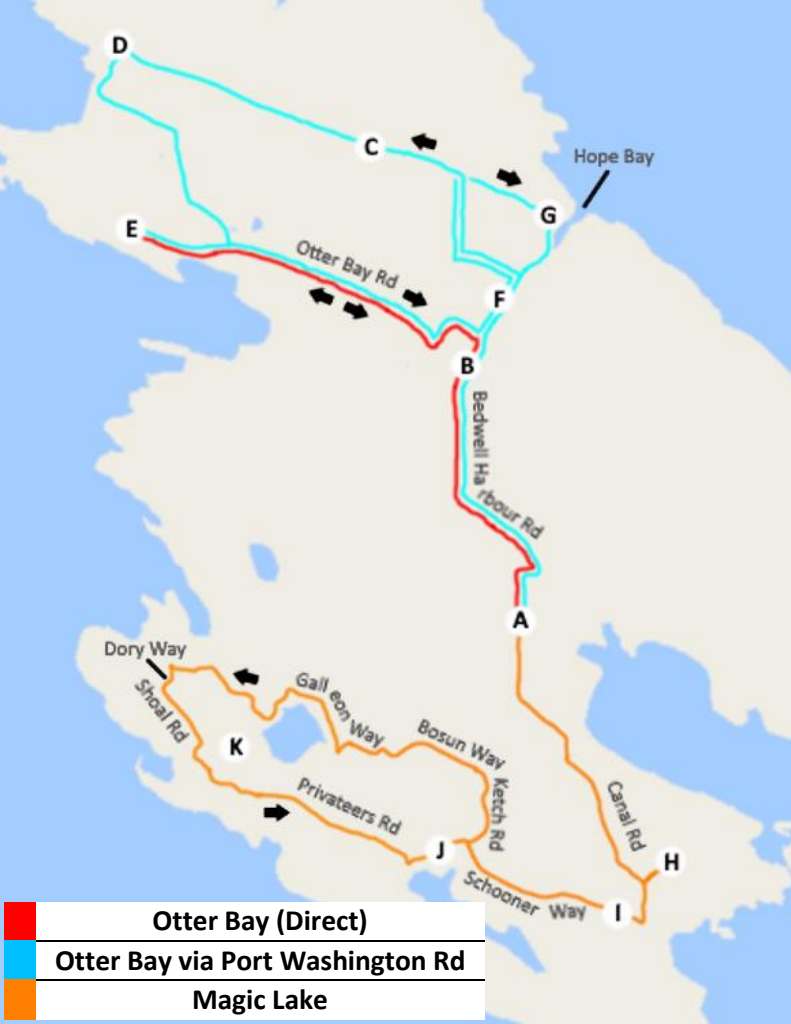 D
C
Hope Bay
G
E
Otter Bay Rd
F
B
Bedwell Ha
rbour Rd
A
Dory Way
Shoal Rd
Gall
eon
Way
Bosun Way
K
Ketch Rd
Canal Rd
Privateers Rd
J
H
Schooner Way
I
Otter Bay (Direct)
Otter Bay via Port Washington Rd
Magic Lake